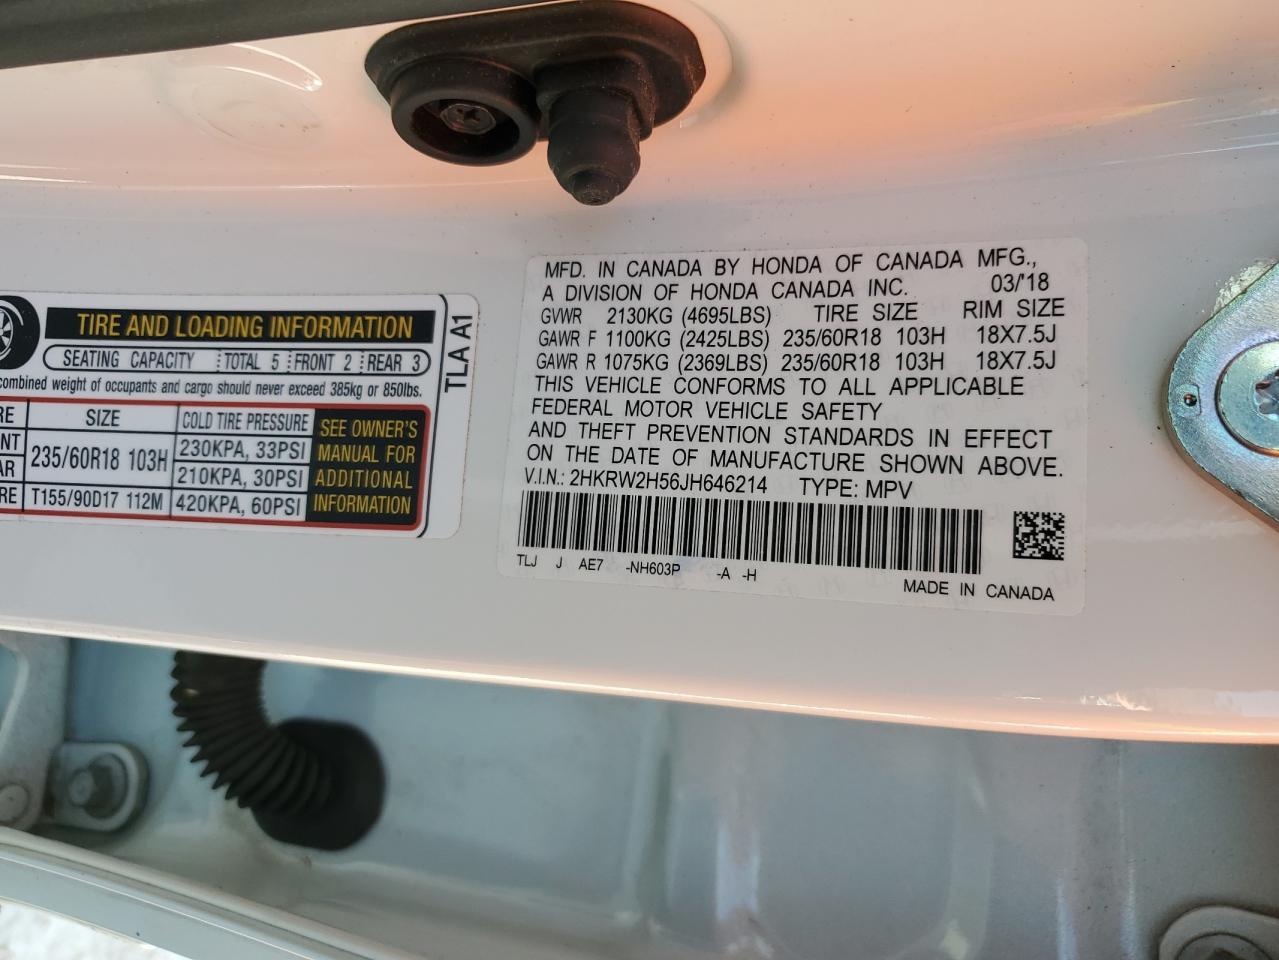 TIRE AND LOADING INFORMATION
SEATING CAPACITY TOTAL 5 FRONT 2 REAR 3
combined weight of occupants and cargo should never exceed 385kg or 850lbs.
SIZE COLD TIRE PRESSURE
235/60R18 103H 230KPA, 33PSI
210KPA, 30PSI
T155/90D17 112M 420KPA, 60PSI
SEE OWNER'S
MANUAL FOR
ADDITIONAL
INFORMATION
TLA A1
MFD. IN CANADA BY HONDA OF CANADA MFG.,
A DIVISION OF HONDA CANADA INC. 03/'18
GVWR 2130KG (4695LBS) TIRE SIZE RIM SIZE
GAWR F 1100KG (2425LBS) 235/60R18 103H 18X7.5J
GAWR R 1075KG (2369LBS) 235/60R18 103H 18X7.5J
THIS VEHICLE CONFORMS TO ALL APPLICABLE
FEDERAL MOTOR VEHICLE SAFETY
AND THEFT PREVENTION STANDARDS IN EFFECT
ON THE DATE OF MANUFACTURE SHOWN ABOVE.
V.I.N.: 2HKRW2H56JH646214 TYPE: MPV
TLJ J AE7 -NH603P -A -H
MADE IN CANADA